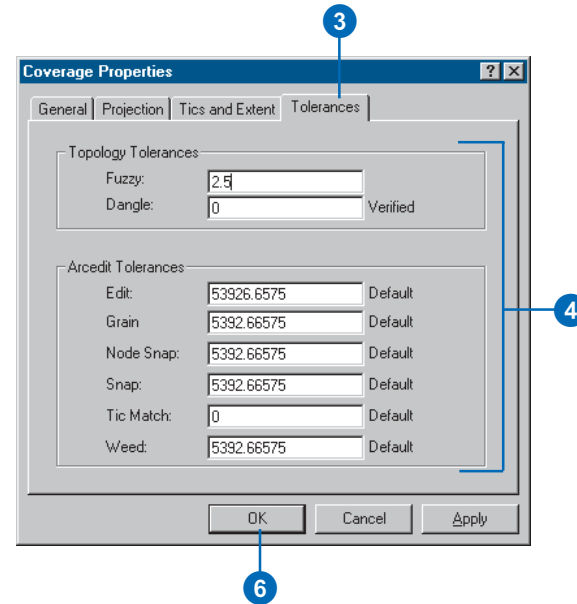 3
Coverage Properties
General Projection Tics and Extent Tolerances
Topology Tolerances
Fuzzy: 2.5
Dangle: 0 Verified
Arcedit Tolerances
Edit: 53926.6575 Default
Grain 5392.66575 Default
Node Snap: 5392.66575 Default
Snap: 5392.66575 Default
Tic Match: 0 Default
Weed: 5392.66575 Default
4
OK Cancel Apply
6